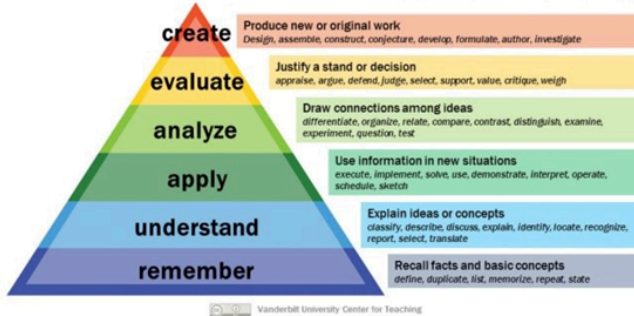 create
Produce new or original work
Design, assemble, construct, conjecture, develop, formulate, author, investigate
evaluate
Justify a stand or decision
appraise, argue, defend, judge, select, support, value, critique, weigh
analyze
Draw connections among ideas
differentiate, organize, relate, compare, contrast, distinguish, examine,
experiment, question, test
apply
Use information in new situations
execute, implement, solve, use, demonstrate, interpret, operate,
schedule, sketch
understand
Explain ideas or concepts
classify, describe, discuss, explain, identify, locate, recognize,
report, select, translate
remember
Recall facts and basic concepts
define, duplicate, list, memorize, repeat, state
Vanderbilt University Center for Teaching